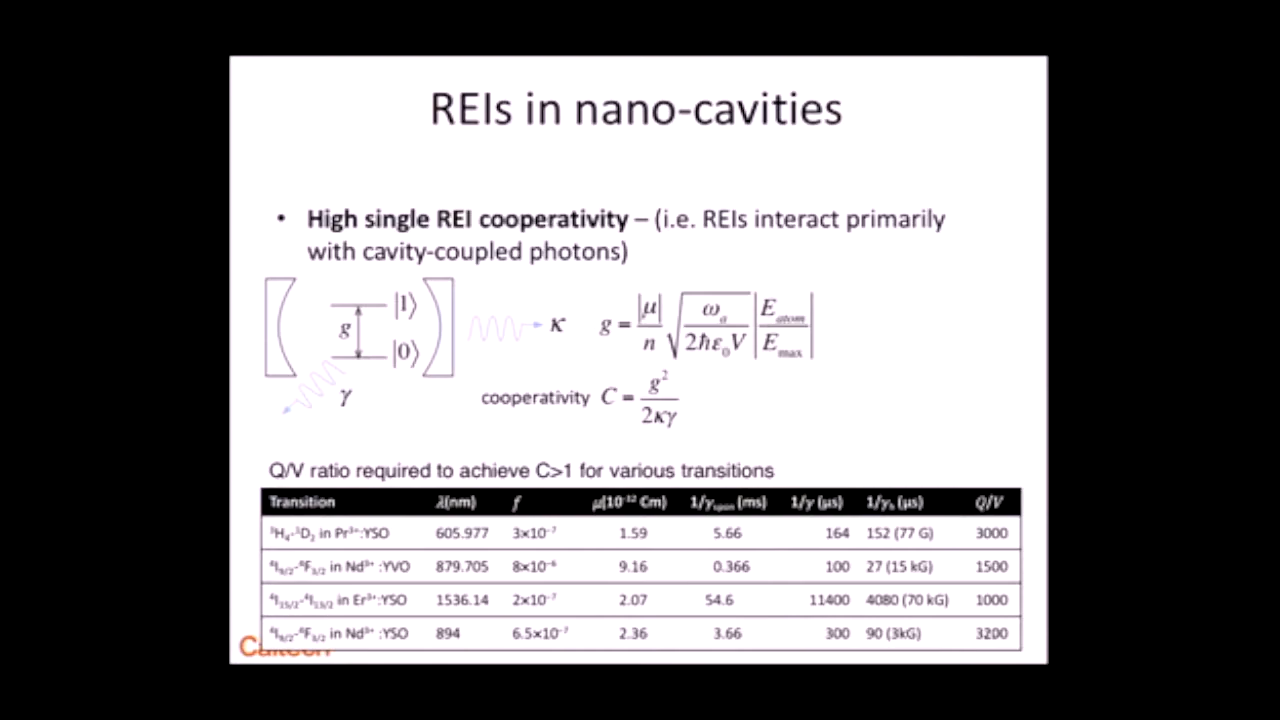 REIs in nano-cavities
• High single REI cooperativity – (i.e. REIs interact primarily
with cavity-coupled photons)
g |1⟩ |0⟩ γ κ
g = |μ|/n √(ω_a/2ħε₀V) |E_atom/E_max|
cooperativity C = g²/2κγ
Q/V ratio required to achieve C>1 for various transitions
Transition λ(nm) f μ(10⁻³² Cm) 1/γ_spon (ms) 1/γ (μs) 1/γ_h (μs) Q/V
³H₄-¹D₂ in Pr³⁺:YSO 605.977 3×10⁻⁷ 1.59 5.66 164 152 (77 G) 3000
⁴I₉/₂-⁴F₃/₂ in Nd³⁺ :YVO 879.705 8×10⁻⁶ 9.16 0.366 100 27 (15 kG) 1500
⁴I₁₅/₂-⁴I₁₃/₂ in Er³⁺:YSO 1536.14 2×10⁻⁷ 2.07 54.6 11400 4080 (70 kG) 1000
⁴I₉/₂-⁴F₃/₂ in Nd³⁺ :YSO 894 6.5×10⁻⁷ 2.36 3.66 300 90 (3kG) 3200
Caltech